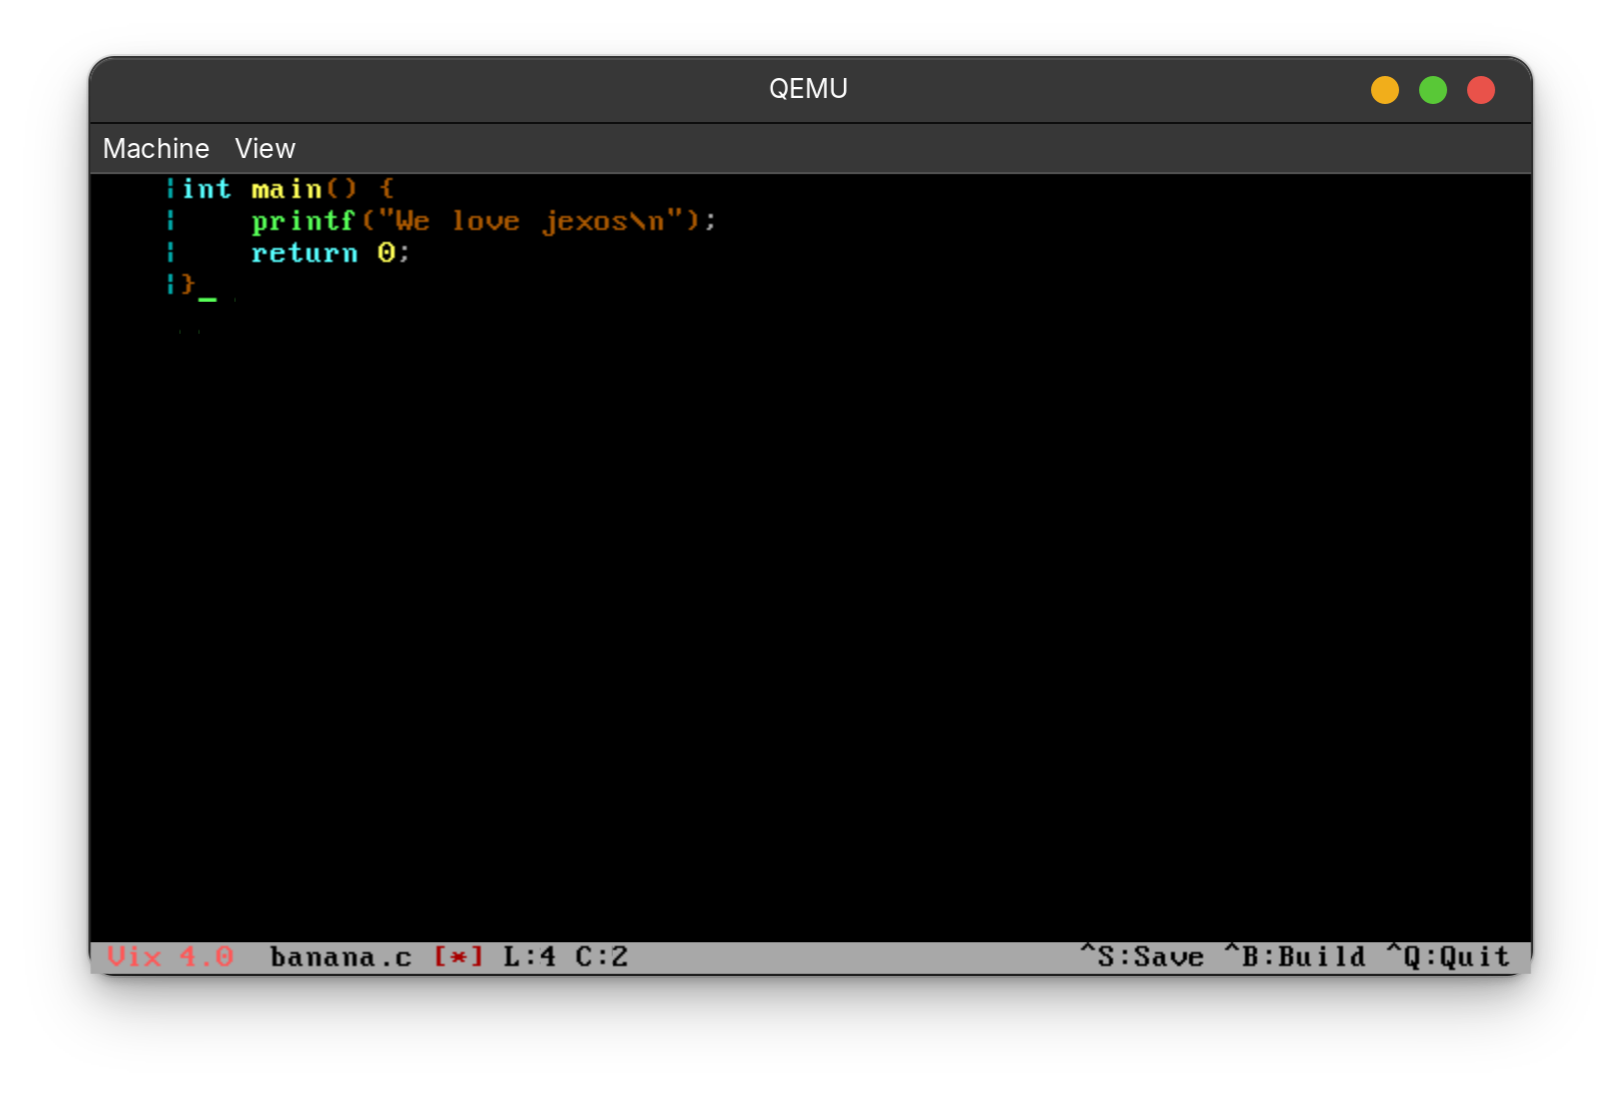 QEMU
Machine View
¦int main() {
¦    printf("We love jexos\n");
¦    return 0;
¦}_
Vix 4.0 banana.c [*] L:4 C:2 ^S:Save ^B:Build ^Q:Quit